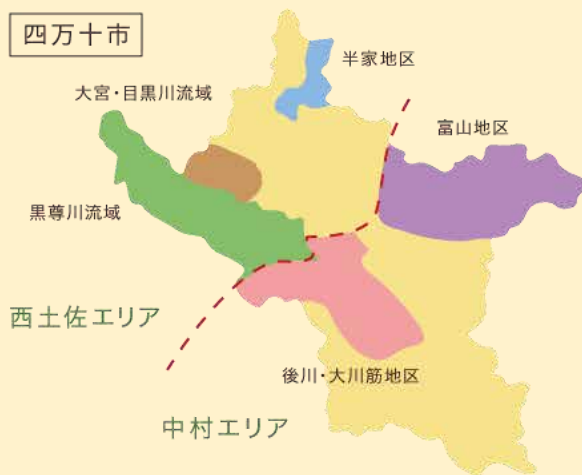 四万十市
半家地区
大宮・目黒川流域
富山地区
黒尊川流域
西土佐エリア
後川・大川筋地区
中村エリア